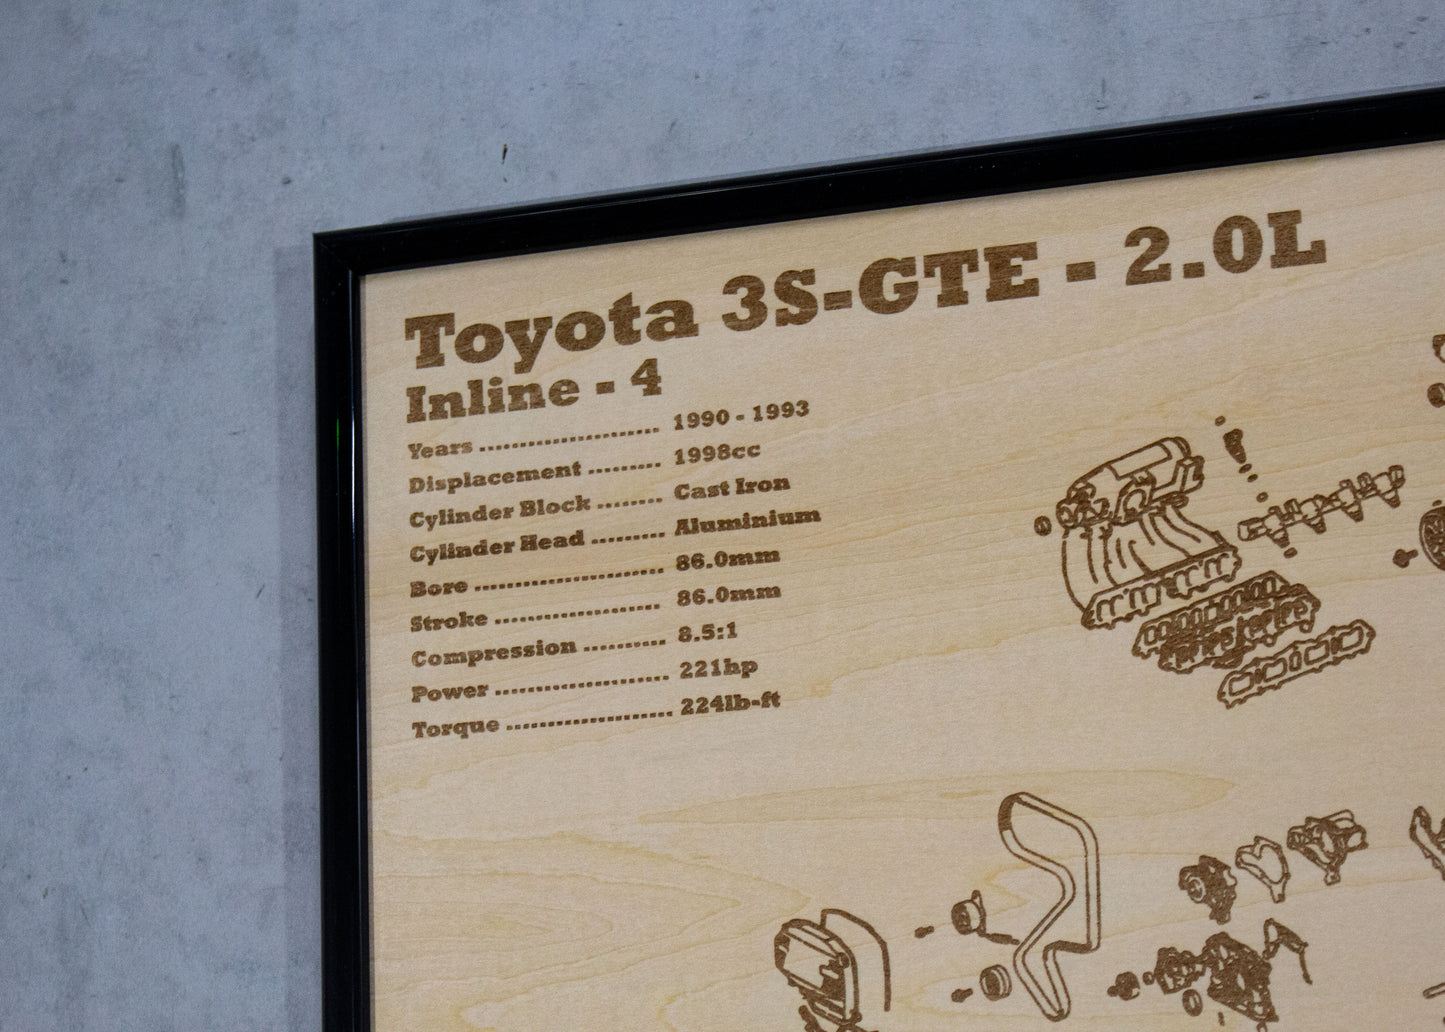 Toyota 3S-GTE - 2.0L
Inline - 4
Years .......................... 1990 - 1993
Displacement ......... 1998cc
Cylinder Block ........ Cast Iron
Cylinder Head ......... Aluminium
Bore .......................... 86.0mm
Stroke ....................... 86.0mm
Compression ........... 8.5:1
Power ........................ 221hp
Torque ....................... 224lb-ft